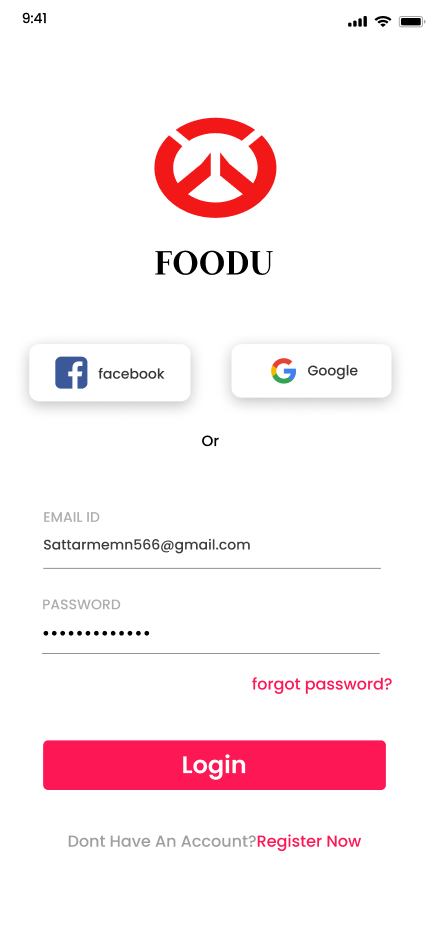 9:41
FOODU
facebook
Google
Or
EMAIL ID
Sattarmemn566@gmail.com
PASSWORD
•••••••••••••
forgot password?
Login
Dont Have An Account?Register Now